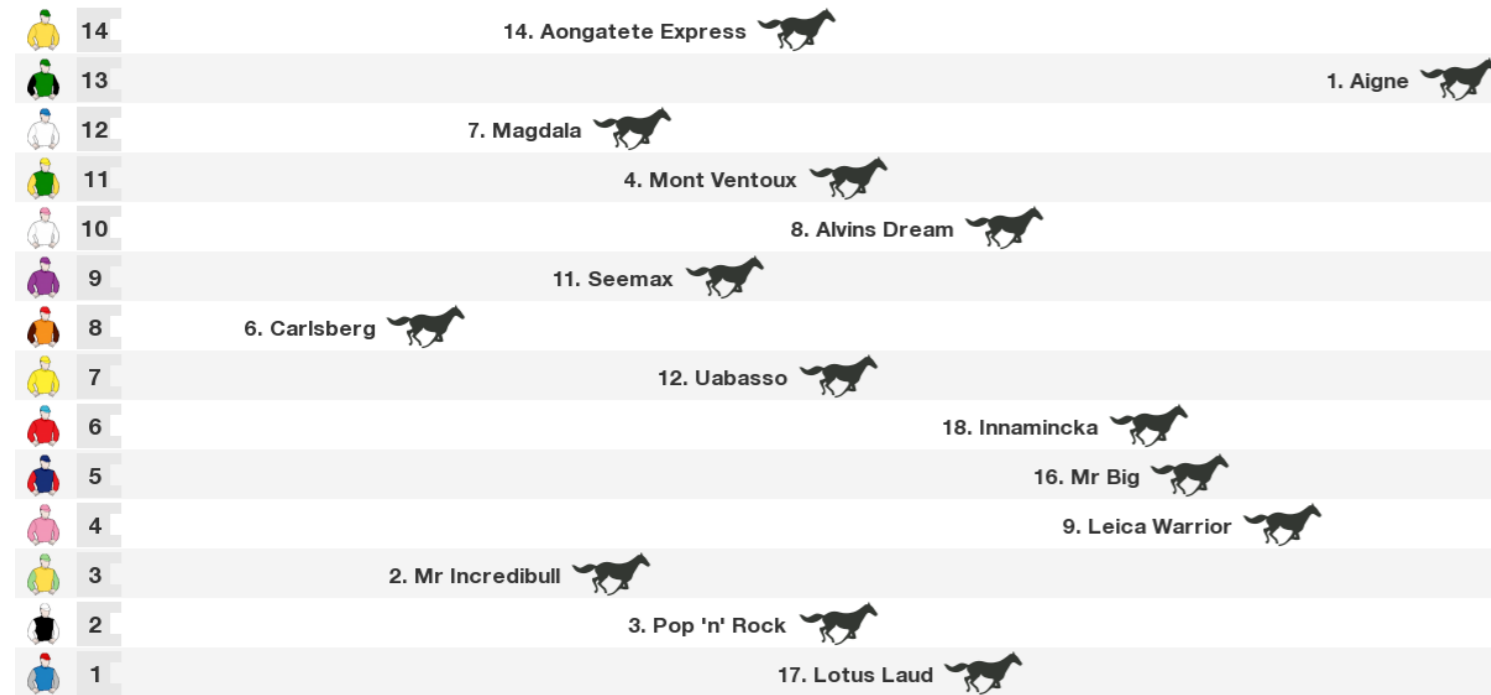 14 14. Aongatete Express
13 1. Aigne
12 7. Magdala
11 4. Mont Ventoux
10 8. Alvins Dream
9 11. Seemax
8 6. Carlsberg
7 12. Uabasso
6 18. Innamincka
5 16. Mr Big
4 9. Leica Warrior
3 2. Mr Incredibull
2 3. Pop 'n' Rock
1 17. Lotus Laud